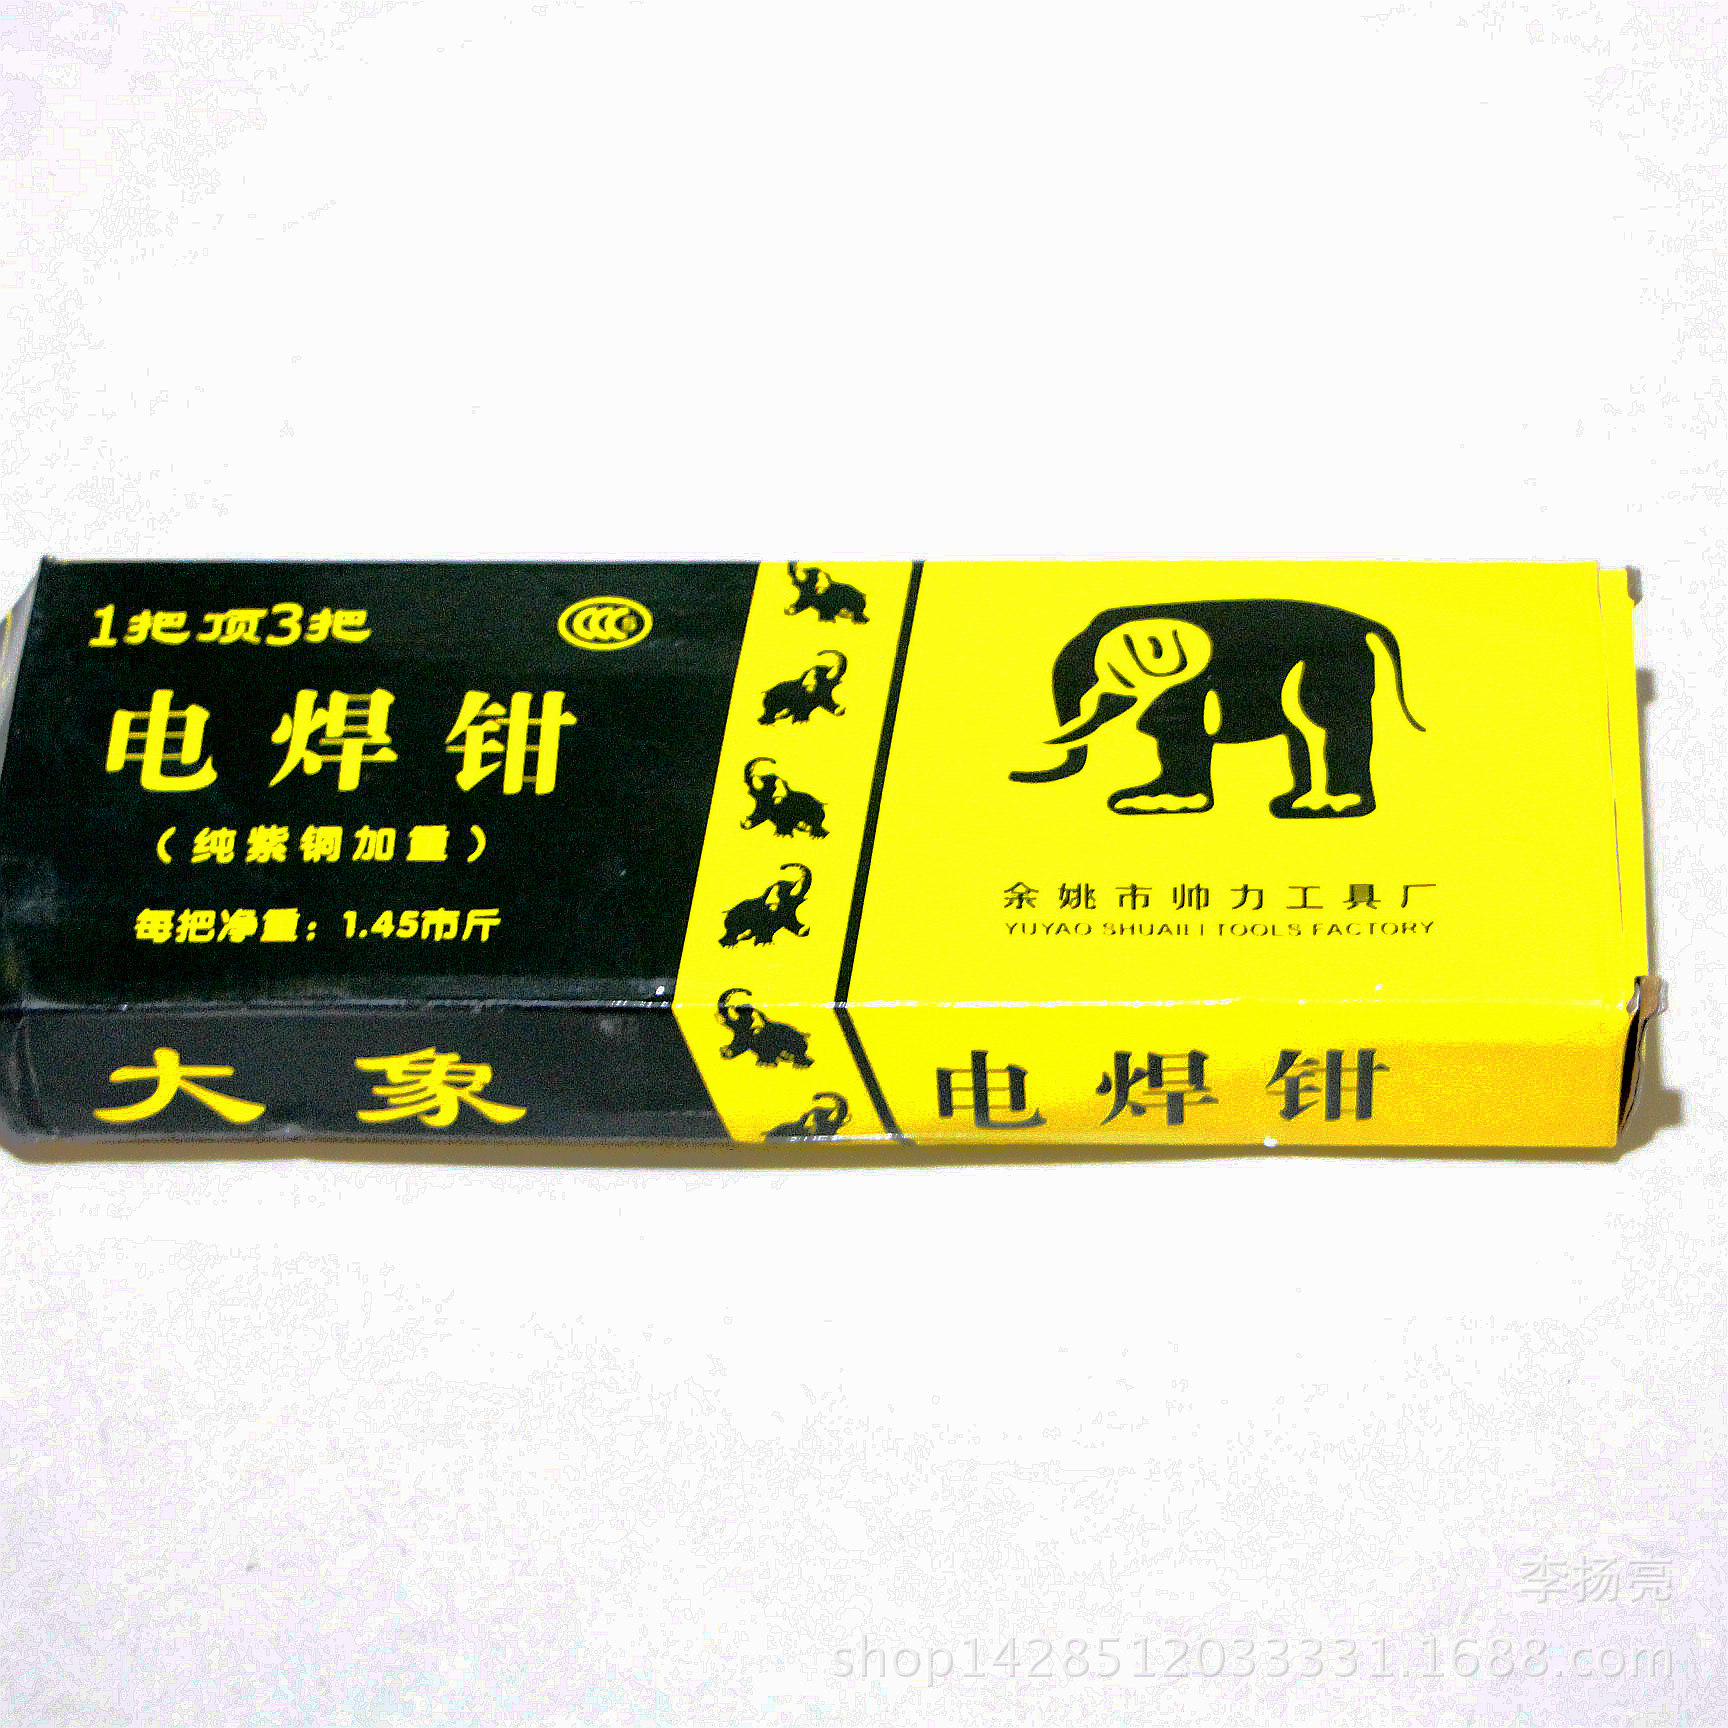 1把顶3把
CCC
电焊钳
（纯紫铜加重）
每把净重：1.45市斤
余姚市帅力工具厂
YUYAO SHUAILI TOOLS FACTORY
大象
电焊钳
李扬亮
shop1428512033331.1688.com